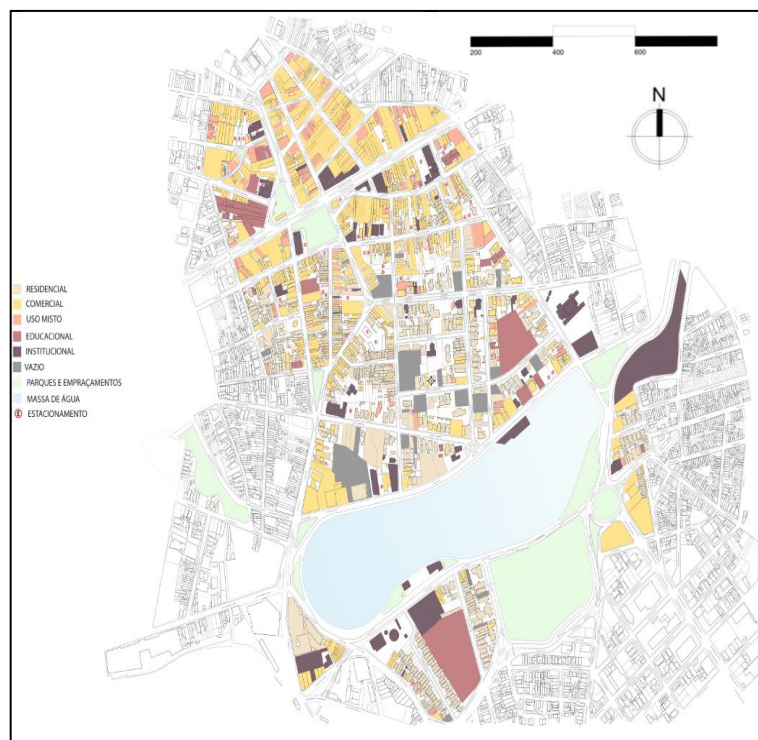 200
400
600
N
RESIDENCIAL
COMERCIAL
USO MISTO
EDUCACIONAL
INSTITUCIONAL
VAZIO
PARQUES E EMPRAÇAMENTOS
MASSA DE ÁGUA
E ESTACIONAMENTO